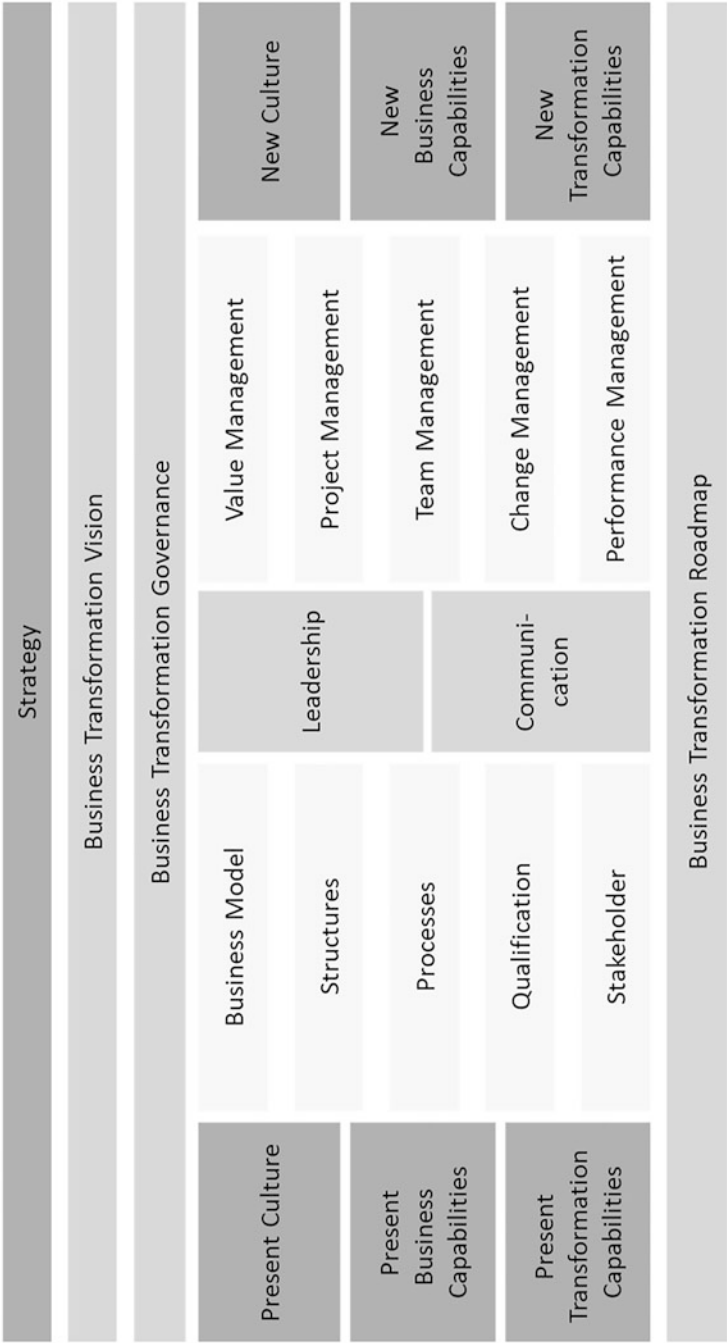 Strategy
Business Transformation Vision
Business Transformation Governance
Present Culture
Present
Business
Capabilities
Present
Transformation
Capabilities
Business Model
Structures
Processes
Qualification
Stakeholder
Leadership
Communi-
cation
Value Management
Project Management
Team Management
Change Management
Performance Management
New Culture
New
Business
Capabilities
New
Transformation
Capabilities
Business Transformation Roadmap